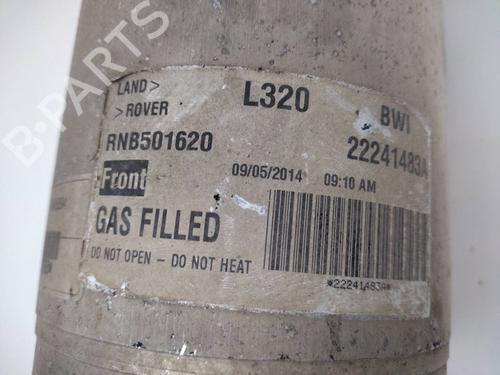 LAND>
>ROVER
L320
BWI
RNB501620
22241483A
Front
09/05/2014 09:10 AM
GAS FILLED
DO NOT OPEN - DO NOT HEAT
*22241483A*
B-PARTS